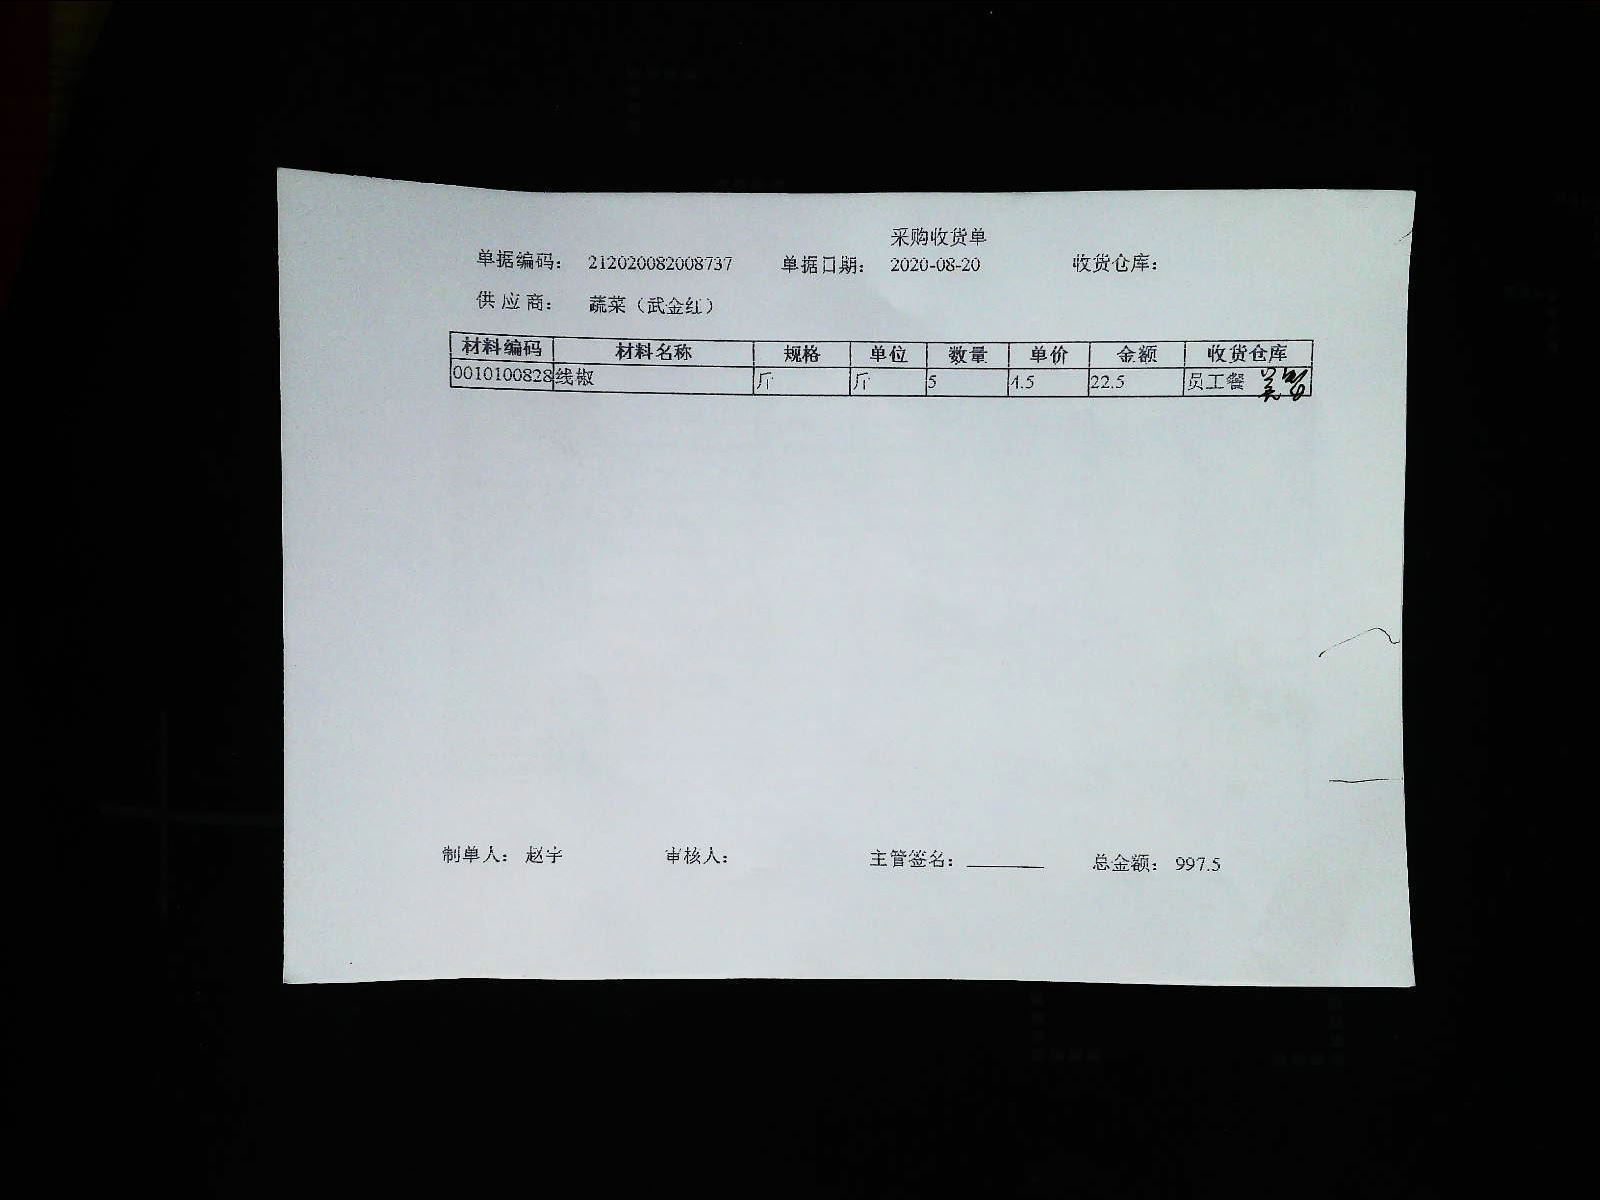 采购收货单
单据编码： 212020082008737 单据日期： 2020-08-20 收货仓库：
供 应 商： 蔬菜（武金红）
材料编码 材料名称 规格 单位 数量 单价 金额 收货仓库
0010100828 线椒 斤 斤 5 4.5 22.5 员工餐
制单人： 赵宇 审核人： 主管签名： 总金额： 997.5